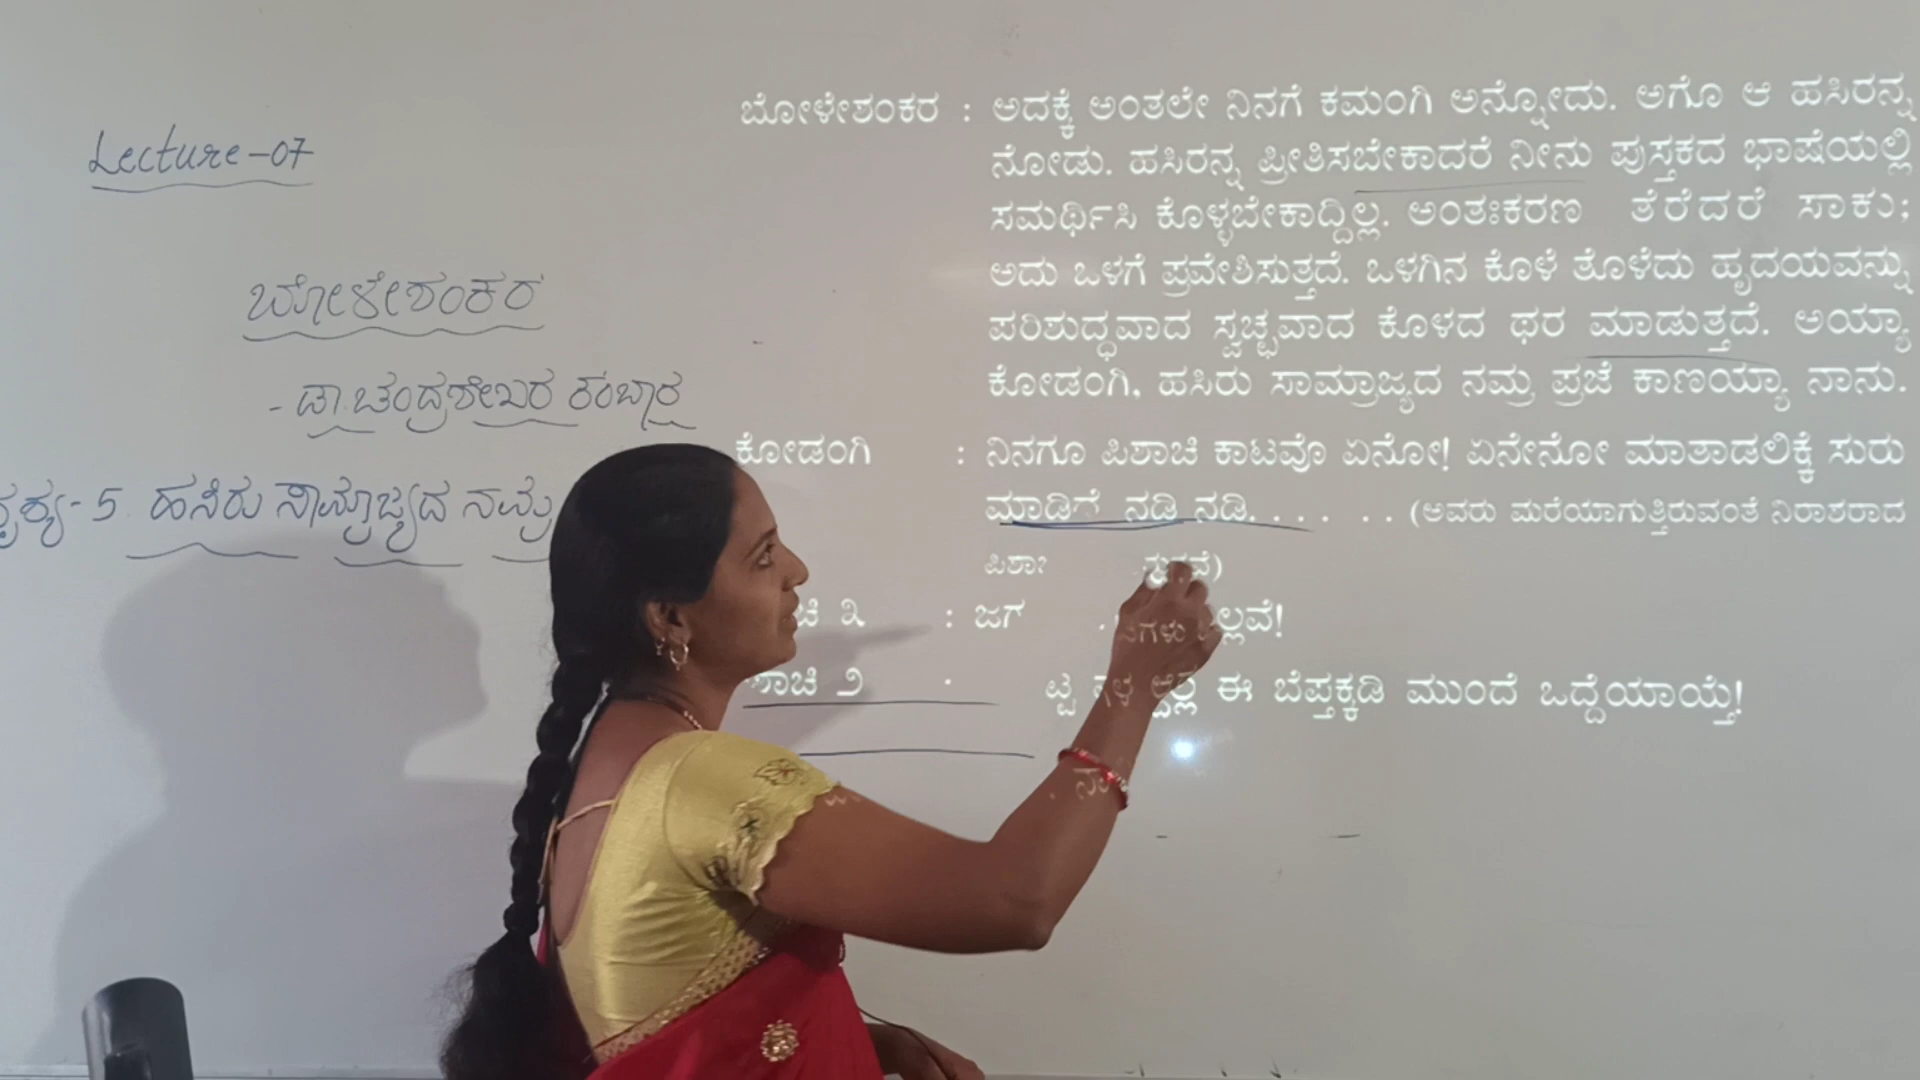 Lecture-07
ಬೋಳೇಶಂಕರ
- ಡಾ.ಚಂದ್ರಶೇಖರ ಕಂಬಾರ
ದೃಶ್ಯ-5 ಹಸಿರು ಸಾಮ್ರಾಜ್ಯದ ನಮ್ರ
ಬೋಳೇಶಂಕರ : ಅದಕ್ಕೆ ಅಂತಲೇ ನಿನಗೆ ಕಮಂಗಿ ಅನ್ನೋದು. ಅಗೊ ಆ ಹಸಿರನ್ನ
ನೋಡು. ಹಸಿರನ್ನ ಪ್ರೀತಿಸಬೇಕಾದರೆ ನೀನು ಪುಸ್ತಕದ ಭಾಷೆಯಲ್ಲಿ
ಸಮರ್ಥಿಸಿ ಕೊಳ್ಳಬೇಕಾದ್ದಿಲ್ಲ. ಅಂತಃಕರಣ ತೆರೆದರೆ ಸಾಕು;
ಅದು ಒಳಗೆ ಪ್ರವೇಶಿಸುತ್ತದೆ. ಒಳಗಿನ ಕೊಳೆ ತೊಳೆದು ಹೃದಯವನ್ನು
ಪರಿಶುದ್ಧವಾದ ಸ್ವಚ್ಛವಾದ ಕೊಳದ ಥರ ಮಾಡುತ್ತದೆ. ಅಯ್ಯಾ
ಕೋಡಂಗಿ, ಹಸಿರು ಸಾಮ್ರಾಜ್ಯದ ನಮ್ರ ಪ್ರಜೆ ಕಾಣಯ್ಯಾ ನಾನು.
ಕೋಡಂಗಿ : ನಿನಗೂ ಪಿಶಾಚಿ ಕಾಟವೊ ಏನೋ! ಏನೇನೋ ಮಾತಾಡಲಿಕ್ಕೆ ಸುರು
ಮಾಡಿನೆ ನಡಿ ನಡಿ. . . . . . (ಅವರು ಮರೆಯಾಗುತ್ತಿರುವಂತೆ ನಿರಾಶರಾದ
೩ :
೨ ಈ ಬೆಪ್ತಕ್ಕಡಿ ಮುಂದೆ ಒದ್ದೆಯಾಯ್ತೆ!